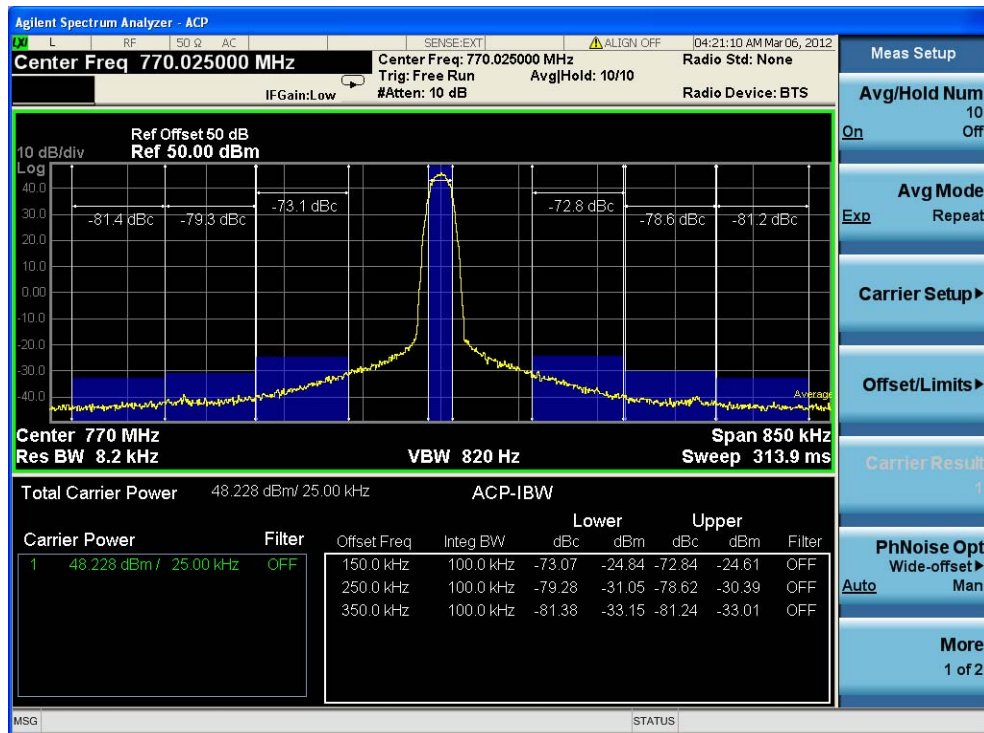 Agilent Spectrum Analyzer - ACP
LXI L RF 50 Ω AC SENSE:EXT ALIGN OFF 04:21:10 AM Mar 06, 2012
Center Freq 770.025000 MHz
Center Freq: 770.025000 MHz Radio Std: None
Trig: Free Run Avg|Hold: 10/10
IFGain:Low #Atten: 10 dB Radio Device: BTS
Ref Offset 50 dB
10 dB/div Ref 50.00 dBm
Log
40.0
30.0
20.0
10.0
0.00
-10.0
-20.0
-30.0
-40.0
-81.4 dBc -79.3 dBc -73.1 dBc -72.8 dBc -78.6 dBc -81.2 dBc
Average
Center 770 MHz Span 850 kHz
Res BW 8.2 kHz VBW 820 Hz Sweep 313.9 ms
Total Carrier Power 48.228 dBm/ 25.00 kHz ACP-IBW
Lower Upper
Carrier Power Filter Offset Freq Integ BW dBc dBm dBc dBm Filter
1 48.228 dBm / 25.00 kHz OFF 150.0 kHz 100.0 kHz -73.07 -24.84 -72.84 -24.61 OFF
250.0 kHz 100.0 kHz -79.28 -31.05 -78.62 -30.39 OFF
350.0 kHz 100.0 kHz -81.38 -33.15 -81.24 -33.01 OFF
MSG STATUS
Meas Setup
Avg/Hold Num
10
On Off
Avg Mode
Exp Repeat
Carrier Setup
Offset/Limits
Carrier Result
1
PhNoise Opt
Wide-offset
Auto Man
More
1 of 2